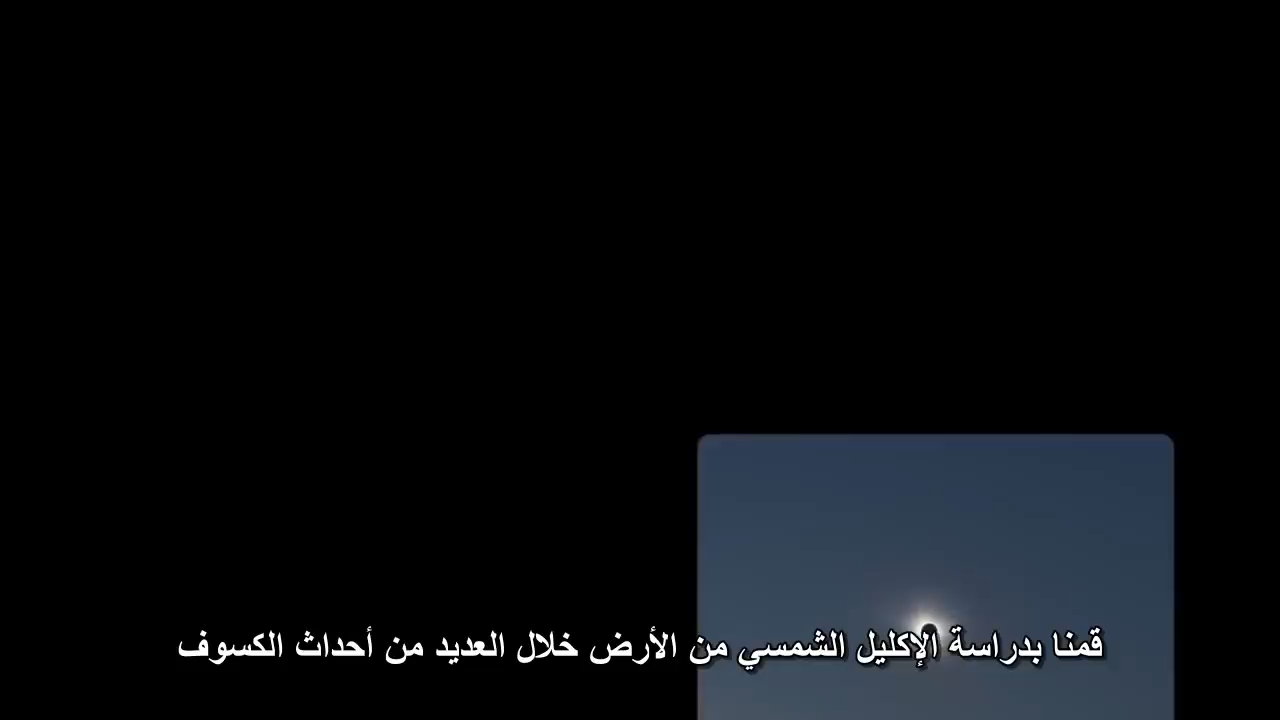 قمنا بدراسة الإكليل الشمسي من الأرض خلال العديد من أحداث الكسوف